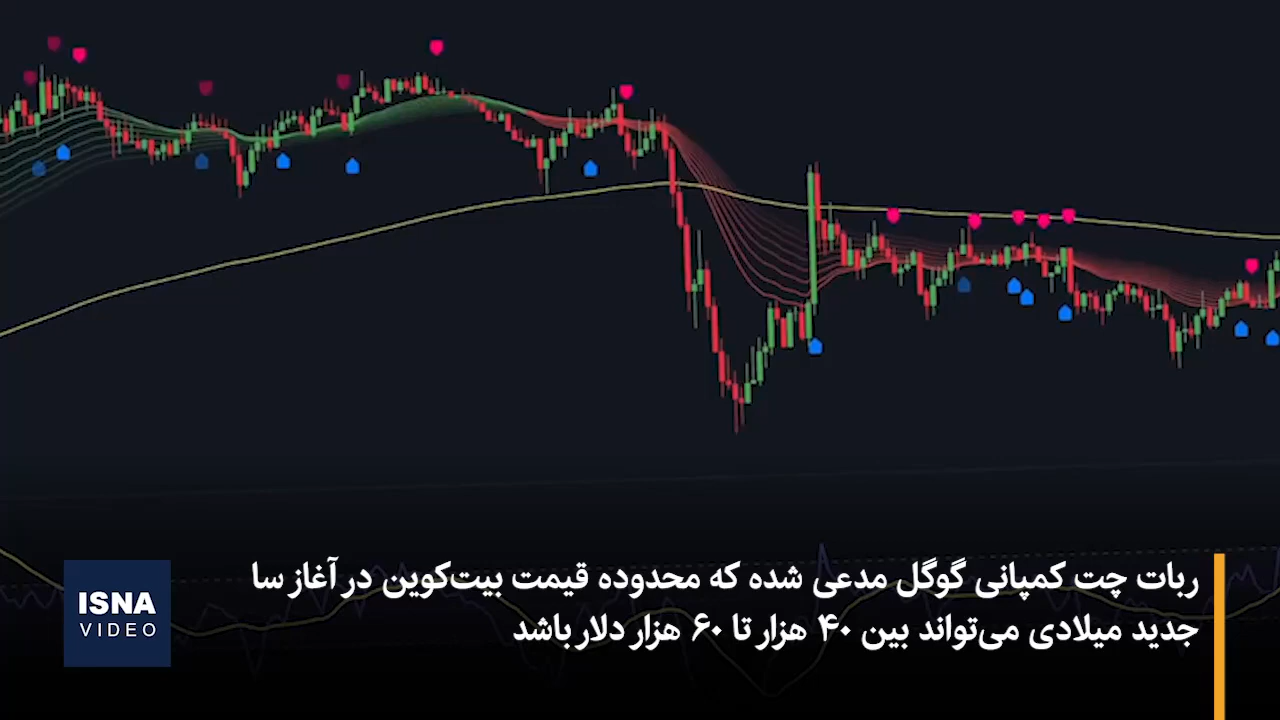 ربات چت کمپانی گوگل مدعی شده که محدوده قیمت بیت‌کوین در آغاز سا
جدید میلادی می‌تواند بین ۴۰ هزار تا ۶۰ هزار دلار باشد
ISNA
VIDEO